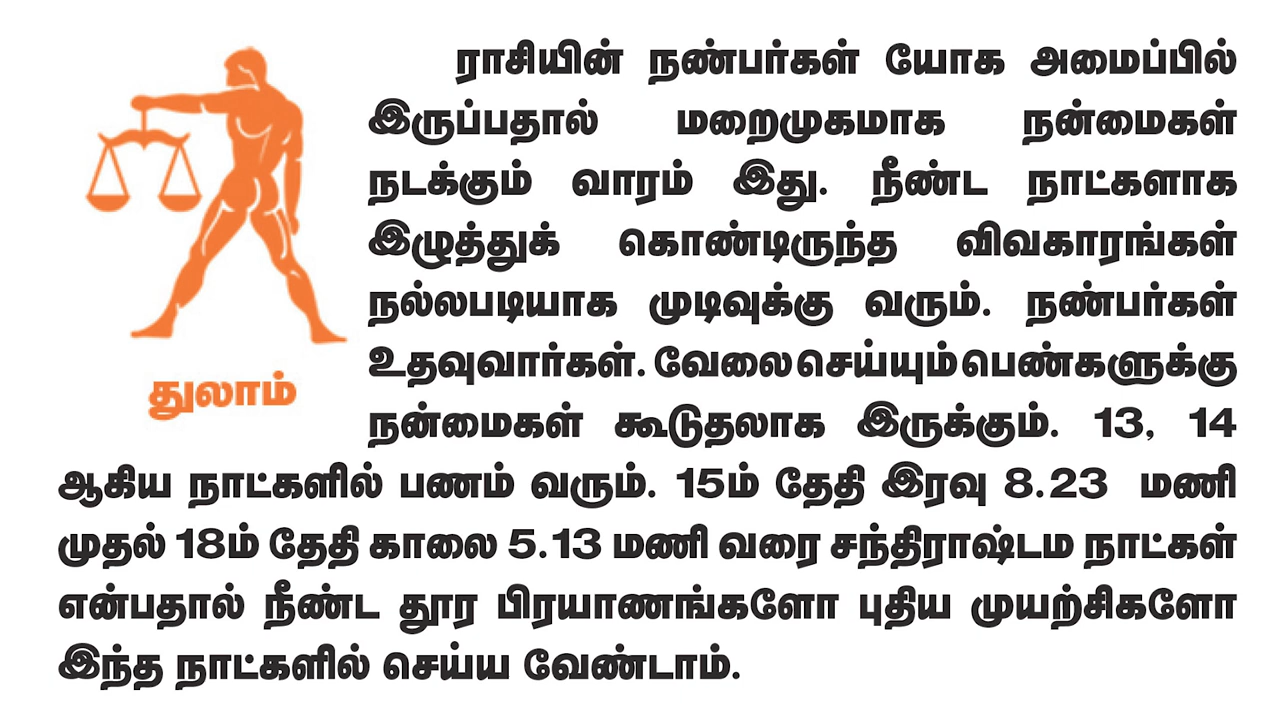 ராசியின் நண்பர்கள் யோக அமைப்பில்
இருப்பதால் மறைமுகமாக நன்மைகள்
நடக்கும் வாரம் இது. நீண்ட நாட்களாக
இழுத்துக் கொண்டிருந்த விவகாரங்கள்
நல்லபடியாக முடிவுக்கு வரும். நண்பர்கள்
உதவுவார்கள். வேலை செய்யும் பெண்களுக்கு
நன்மைகள் கூடுதலாக இருக்கும். 13, 14
துலாம்
ஆகிய நாட்களில் பணம் வரும். 15ம் தேதி இரவு 8.23 மணி
முதல் 18ம் தேதி காலை 5.13 மணி வரை சந்திராஷ்டம நாட்கள்
என்பதால் நீண்ட தூர பிரயாணங்களோ புதிய முயற்சிகளோ
இந்த நாட்களில் செய்ய வேண்டாம்.